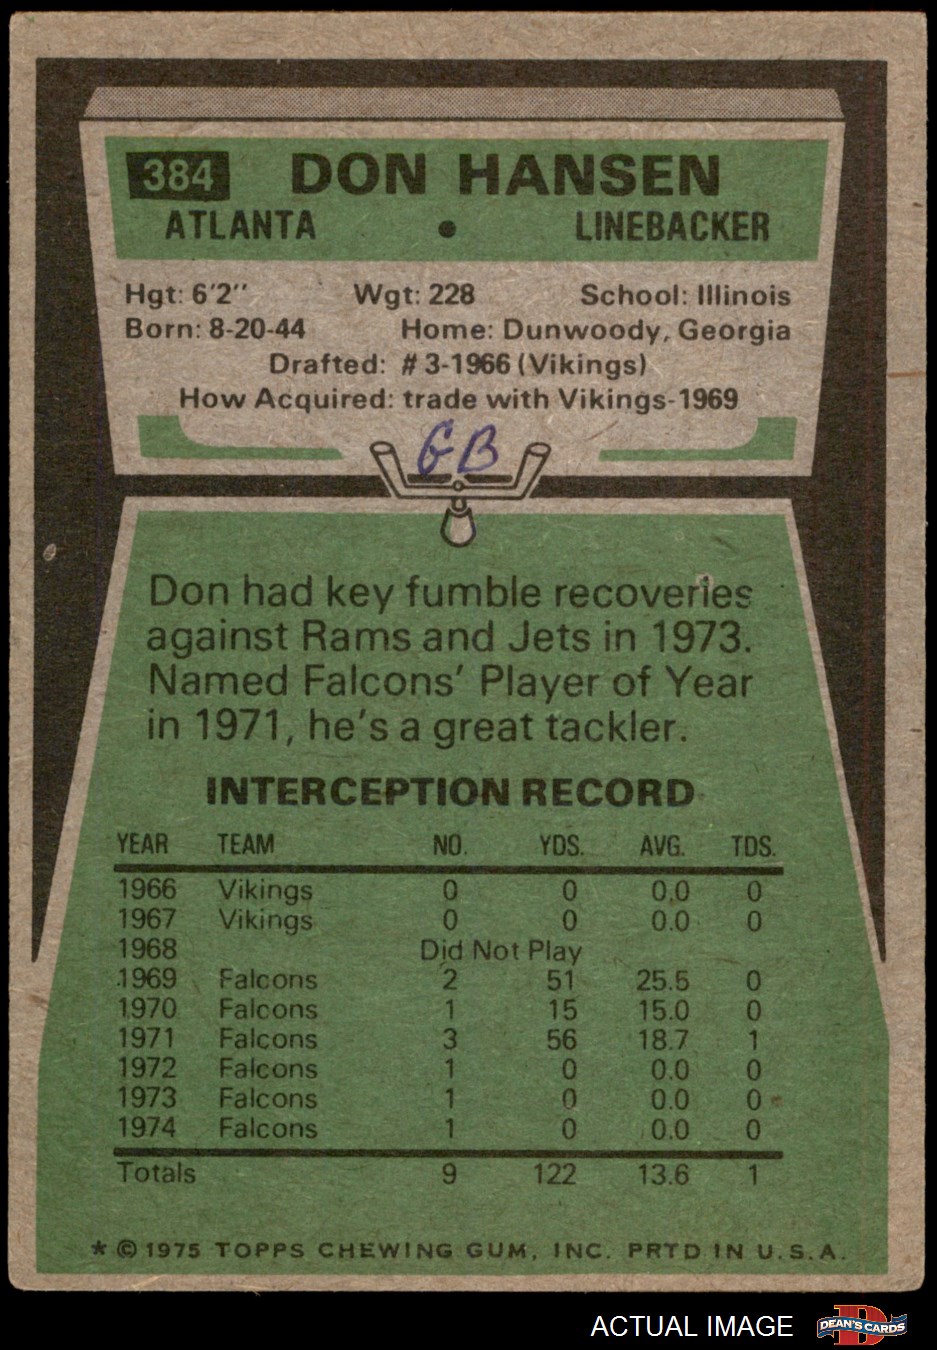 384 DON HANSEN
ATLANTA • LINEBACKER
Hgt: 6'2" Wgt: 228 School: Illinois
Born: 8-20-44 Home: Dunwoody, Georgia
Drafted: #3-1966 (Vikings)
How Acquired: trade with Vikings-1969
GB
Don had key fumble recoveries
against Rams and Jets in 1973.
Named Falcons' Player of Year
in 1971, he's a great tackler.
INTERCEPTION RECORD
YEAR TEAM NO. YDS. AVG. TDS.
1966 Vikings 0 0 0.0 0
1967 Vikings 0 0 0.0 0
1968 Did Not Play
1969 Falcons 2 51 25.5 0
1970 Falcons 1 15 15.0 0
1971 Falcons 3 56 18.7 1
1972 Falcons 1 0 0.0 0
1973 Falcons 1 0 0.0 0
1974 Falcons 1 0 0.0 0
Totals 9 122 13.6 1
* © 1975 TOPPS CHEWING GUM, INC. PRTD IN U.S.A.
ACTUAL IMAGE D DEAN'S CARDS